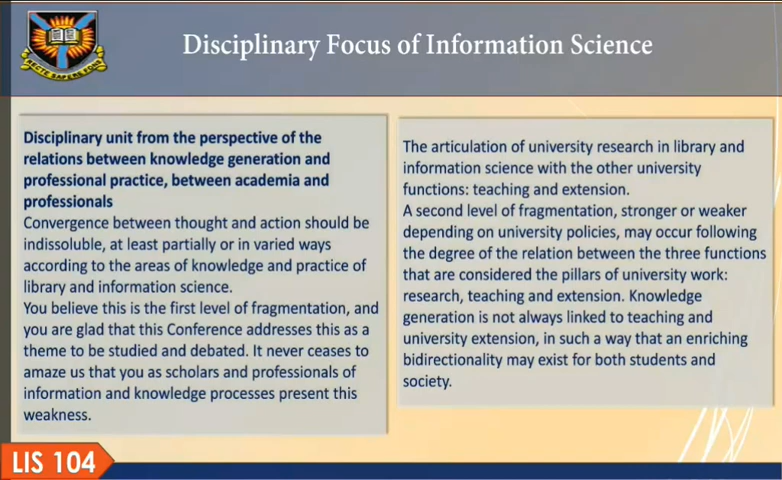 Disciplinary Focus of Information Science
Disciplinary unit from the perspective of the
relations between knowledge generation and
professional practice, between academia and
professionals
Convergence between thought and action should be
indissoluble, at least partially or in varied ways
according to the areas of knowledge and practice of
library and information science.
You believe this is the first level of fragmentation, and
you are glad that this Conference addresses this as a
theme to be studied and debated. It never ceases to
amaze us that you as scholars and professionals of
information and knowledge processes present this
weakness.
The articulation of university research in library and
information science with the other university
functions: teaching and extension.
A second level of fragmentation, stronger or weaker
depending on university policies, may occur following
the degree of the relation between the three functions
that are considered the pillars of university work:
research, teaching and extension. Knowledge
generation is not always linked to teaching and
university extension, in such a way that an enriching
bidirectionality may exist for both students and
society.
LIS 104